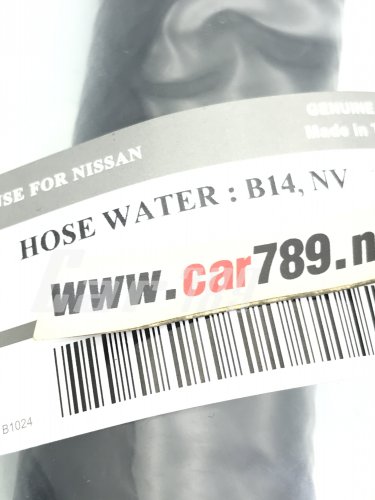 GENUINE
Made in T
USE FOR NISSAN
HOSE WATER : B14, NV
www.car789.n
B1024